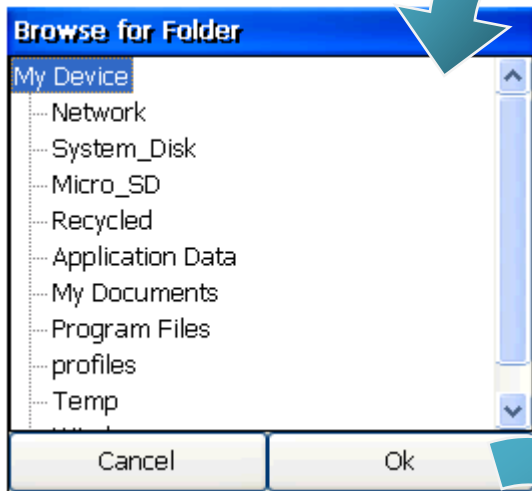 Browse for Folder
My Device
Network
System_Disk
Micro_SD
Recycled
Application Data
My Documents
Program Files
profiles
Temp
Cancel
Ok